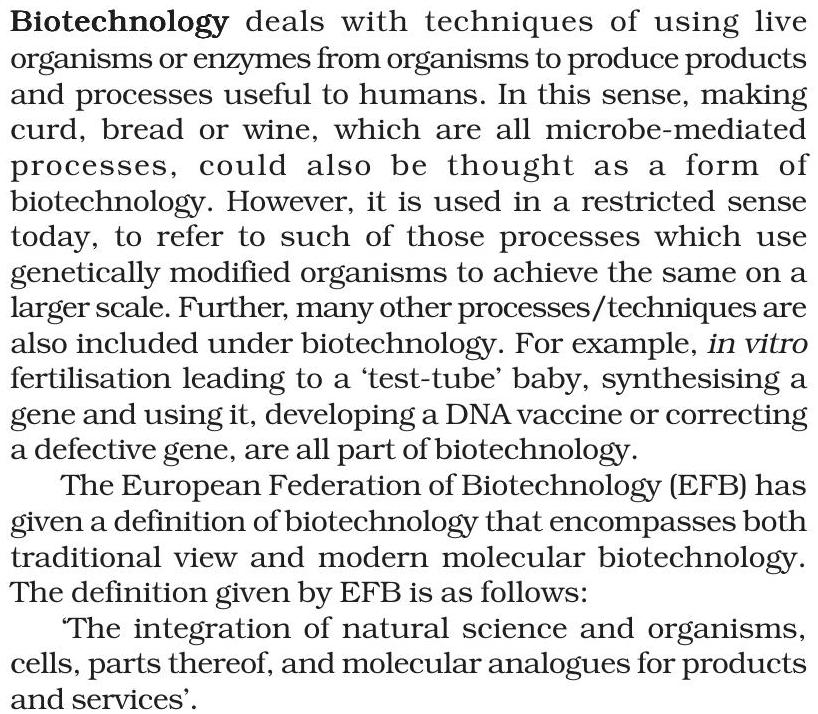 Biotechnology deals with techniques of using live
organisms or enzymes from organisms to produce products
and processes useful to humans. In this sense, making
curd, bread or wine, which are all microbe-mediated
processes, could also be thought as a form of
biotechnology. However, it is used in a restricted sense
today, to refer to such of those processes which use
genetically modified organisms to achieve the same on a
larger scale. Further, many other processes/techniques are
also included under biotechnology. For example, in vitro
fertilisation leading to a ‘test-tube’ baby, synthesising a
gene and using it, developing a DNA vaccine or correcting
a defective gene, are all part of biotechnology.
The European Federation of Biotechnology (EFB) has
given a definition of biotechnology that encompasses both
traditional view and modern molecular biotechnology.
The definition given by EFB is as follows:
‘The integration of natural science and organisms,
cells, parts thereof, and molecular analogues for products
and services’.